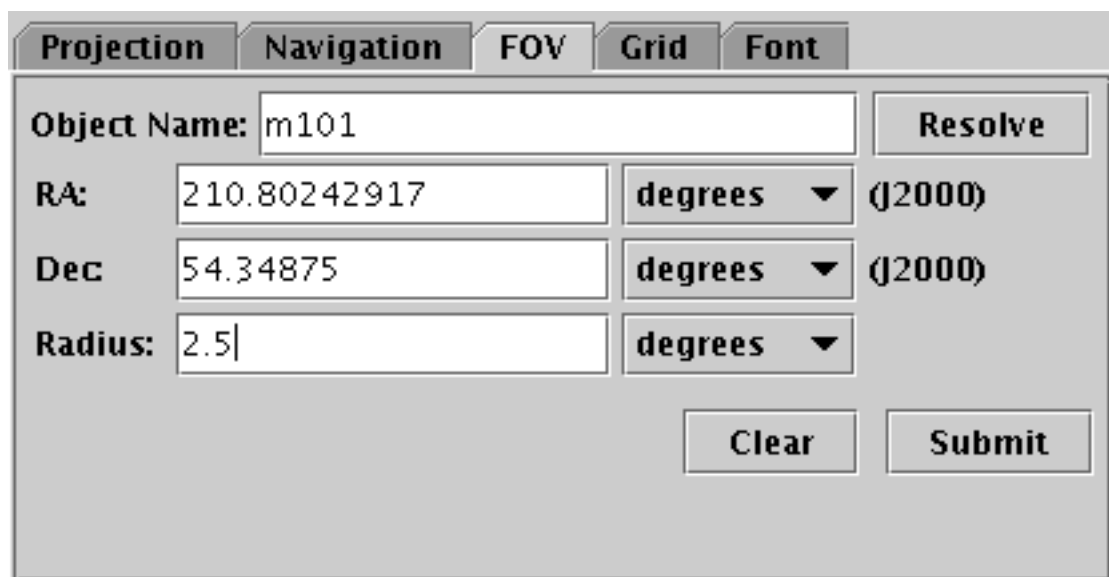 Projection Navigation FOV Grid Font
Object Name: m101 Resolve
RA: 210.80242917 degrees (J2000)
Dec: 54.34875 degrees (J2000)
Radius: 2.5 degrees
Clear Submit